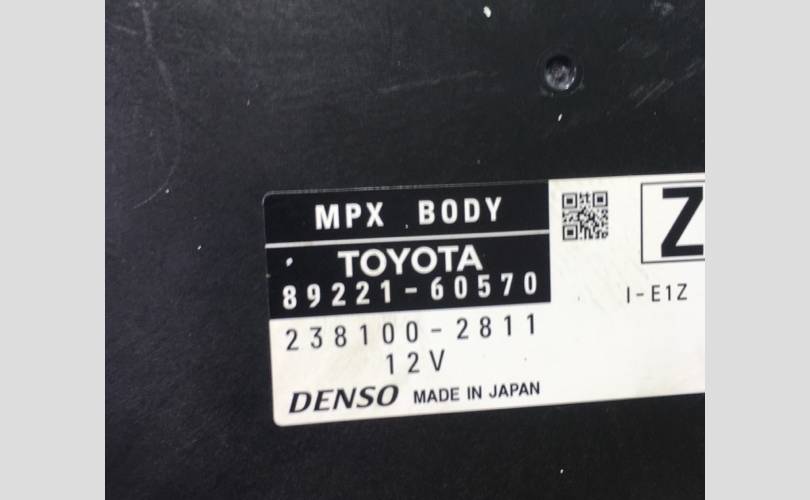 MPX BODY
TOYOTA
89221-60570
238100-2811
12V
DENSO MADE IN JAPAN
Z
I-E1Z